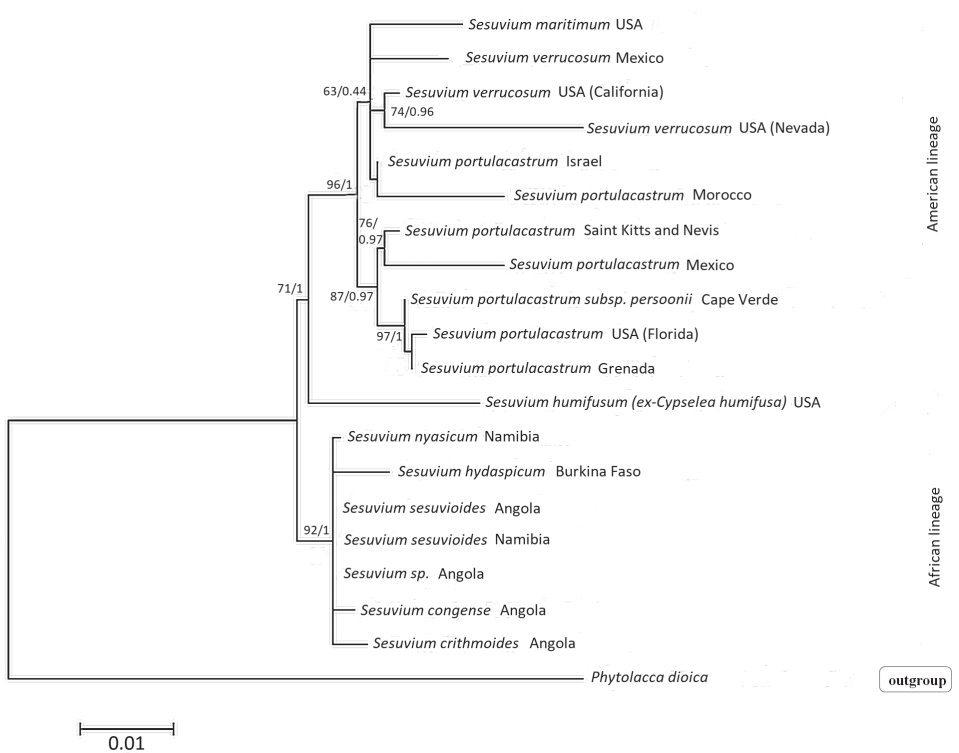 Sesuvium maritimum USA
Sesuvium verrucosum Mexico
63/0.44
Sesuvium verrucosum USA (California)
74/0.96
Sesuvium verrucosum USA (Nevada)
Sesuvium portulacastrum Israel
96/1
Sesuvium portulacastrum Morocco
American lineage
76/
0.97
Sesuvium portulacastrum Saint Kitts and Nevis
Sesuvium portulacastrum Mexico
71/1
87/0.97
Sesuvium portulacastrum subsp. persoonii Cape Verde
97/1
Sesuvium portulacastrum USA (Florida)
Sesuvium portulacastrum Grenada
Sesuvium humifusum (ex-Cypselea humifusa) USA
Sesuvium nyasicum Namibia
Sesuvium hydaspicum Burkina Faso
Sesuvium sesuvioides Angola
92/1
Sesuvium sesuvioides Namibia
African lineage
Sesuvium sp. Angola
Sesuvium congense Angola
Sesuvium crithmoides Angola
Phytolacca dioica
outgroup
0.01